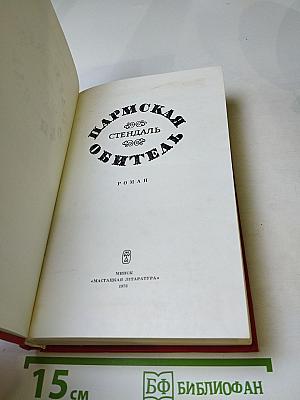 ПАРМСКАЯ
СТЕНДАЛЬ
ОБИТЕЛЬ
РОМАН
МИНСК
«МАСТАЦКАЯ ЛІТАРАТУРА»
15 см
БФ БИБЛИОФАН